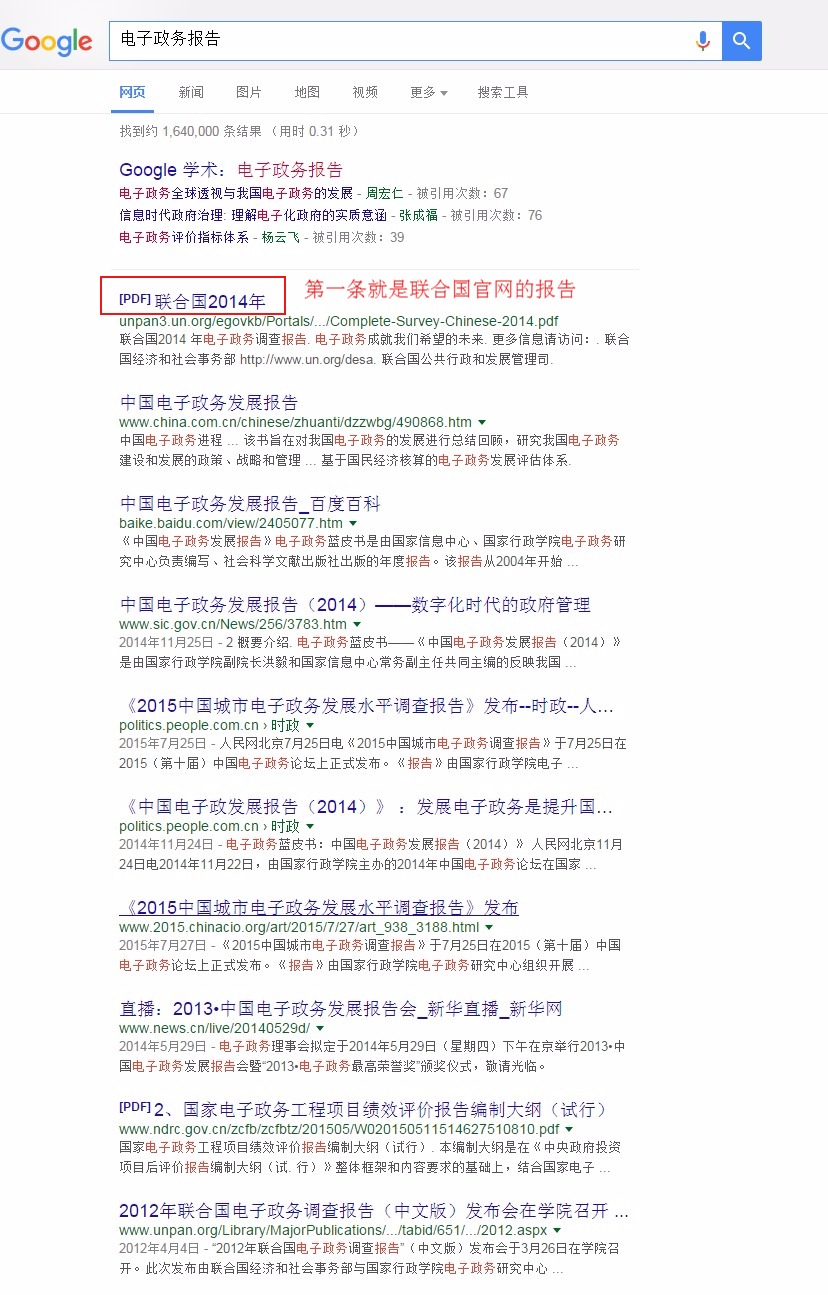 Google 电子政务报告
网页 新闻 图片 地图 视频 更多 搜索工具
找到约 1,640,000 条结果 （用时 0.31 秒）
Google 学术：电子政务报告
电子政务全球透视与我国电子政务的发展 - 周宏仁 - 被引用次数：67
信息时代政府治理: 理解电子化政府的实质意涵 - 张成福 - 被引用次数：76
电子政务评价指标体系 - 杨云飞 - 被引用次数：39
[PDF] 联合国2014年 第一条就是联合国官网的报告
unpan3.un.org/egovkb/Portals/.../Complete-Survey-Chinese-2014.pdf
联合国2014 年电子政务调查报告. 电子政务成就我们希望的未来. 更多信息请访问：. 联合
国经济和社会事务部 http://www.un.org/desa. 联合国公共行政和发展管理司.
中国电子政务发展报告
www.china.com.cn/chinese/zhuanti/dzzwbg/490868.htm
中国电子政务进程 ... 该书旨在对我国电子政务的发展进行总结回顾，研究我国电子政务
建设和发展的政策、战略和管理 ... 基于国民经济核算的电子政务发展评估体系.
中国电子政务发展报告_百度百科
baike.baidu.com/view/2405077.htm
《中国电子政务发展报告》电子政务蓝皮书是由国家信息中心、国家行政学院电子政务研
究中心负责编写、社会科学文献出版社出版的年度报告。该报告从2004年开始 ...
中国电子政务发展报告（2014）——数字化时代的政府管理
www.sic.gov.cn/News/256/3783.htm
2014年11月25日 - 2 概要介绍. 电子政务蓝皮书——《中国电子政务发展报告（2014）》
是由国家行政学院副院长洪毅和国家信息中心常务副主任共同主编的反映我国 ...
《2015中国城市电子政务发展水平调查报告》发布--时政--人...
politics.people.com.cn › 时政
2015年7月25日 - 人民网北京7月25日电《2015中国城市电子政务调查报告》于7月25日在
2015（第十届）中国电子政务论坛上正式发布。《报告》由国家行政学院电子 ...
《中国电子政发展报告（2014）》：发展电子政务是提升国...
politics.people.com.cn › 时政
2014年11月24日 - 电子政务蓝皮书：中国电子政务发展报告（2014）》 人民网北京11月
24日电2014年11月22日，由国家行政学院主办的2014年中国电子政务论坛在国家 ...
《2015中国城市电子政务发展水平调查报告》发布
www.2015.chinacio.org/art/2015/7/27/art_938_3188.html
2015年7月27日 - 《2015中国城市电子政务调查报告》于7月25日在2015（第十届）中国
电子政务论坛上正式发布。《报告》由国家行政学院电子政务研究中心组织开展 ...
直播：2013•中国电子政务发展报告会_新华直播_新华网
www.news.cn/live/20140529d/
2014年5月29日 - 电子政务理事会拟定于2014年5月29日（星期四）下午在京举行2013•中
国电子政务发展报告会暨“2013•电子政务最高荣誉奖”颁奖仪式，敬请光临。
[PDF] 2、国家电子政务工程项目绩效评价报告编制大纲（试行）
www.ndrc.gov.cn/zcfb/zcfbtz/201505/W020150511514627510810.pdf
国家电子政务工程项目绩效评价报告编制大纲（试行）. 本编制大纲是在《中央政府投资
项目后评价报告编制大纲（试. 行）》整体框架和内容要求的基础上，结合国家电子 ...
2012年联合国电子政务调查报告（中文版）发布会在学院召开 ...
www.unpan.org/Library/MajorPublications/.../tabid/651/.../2012.aspx
2012年4月4日 - “2012年联合国电子政务调查报告”（中文版）发布会于3月26日在学院召
开。此次发布由联合国经济和社会事务部与国家行政学院电子政务研究中心 ...